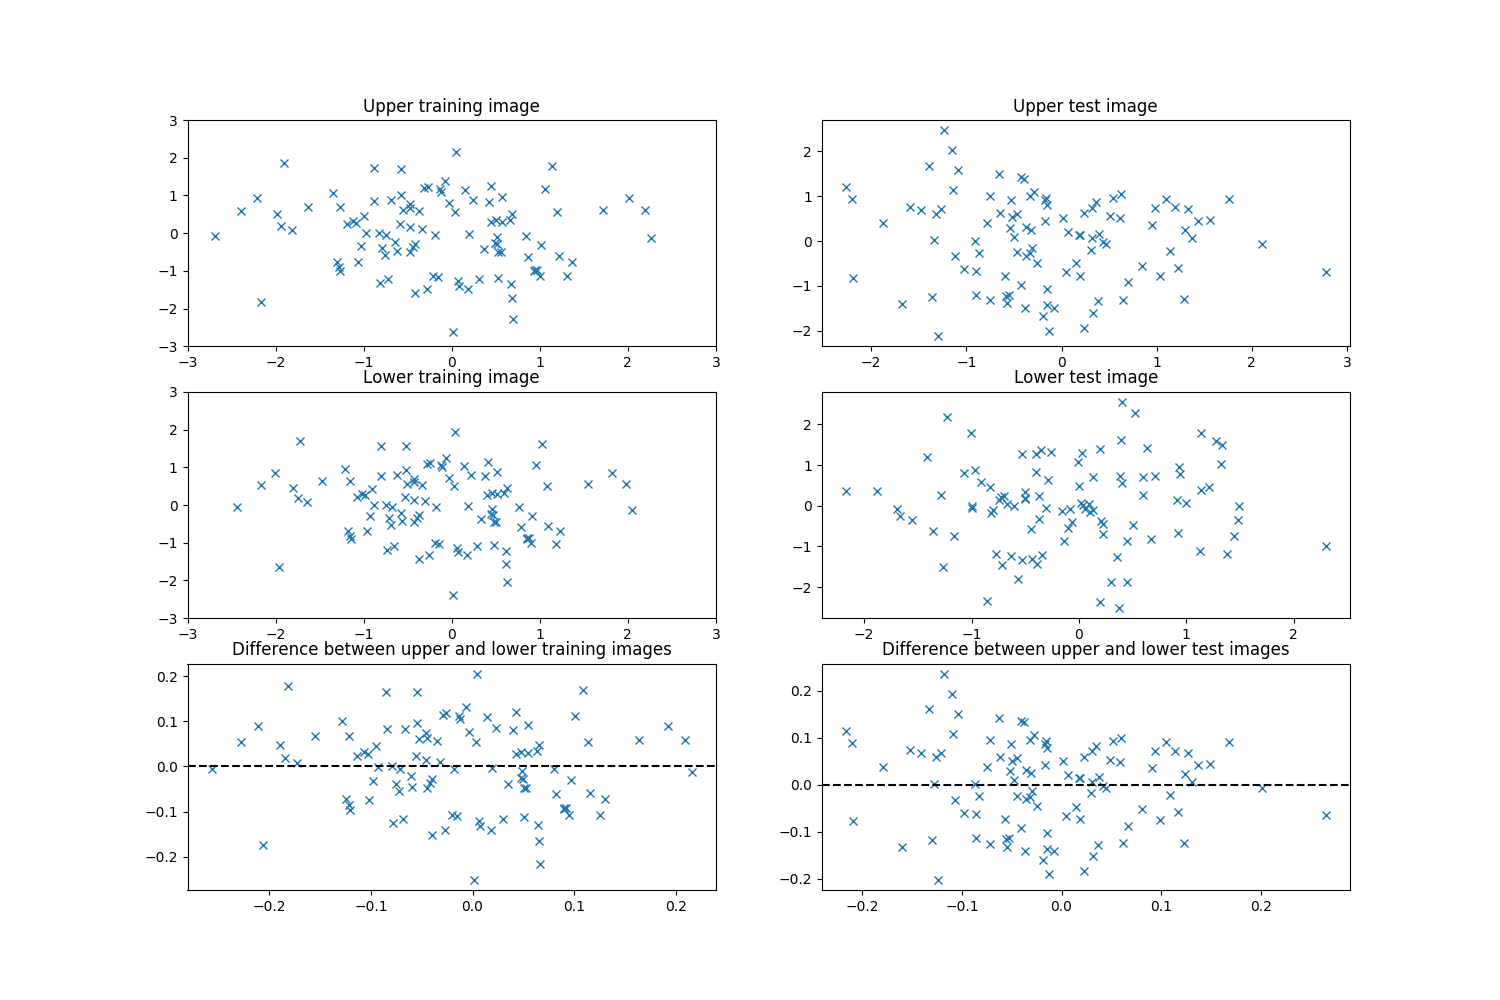 Upper training image
3
2
1
0
−1
−2
−3
−3 −2 −1 0 1 2 3
Upper test image
2
1
0
−1
−2
−2 −1 0 1 2 3
Lower training image
3
2
1
0
−1
−2
−3
−3 −2 −1 0 1 2 3
Lower test image
2
1
0
−1
−2
−2 −1 0 1 2
Difference between upper and lower training images
0.2
0.1
0.0
−0.1
−0.2
−0.2 −0.1 0.0 0.1 0.2
Difference between upper and lower test images
0.2
0.1
0.0
−0.1
−0.2
−0.2 −0.1 0.0 0.1 0.2